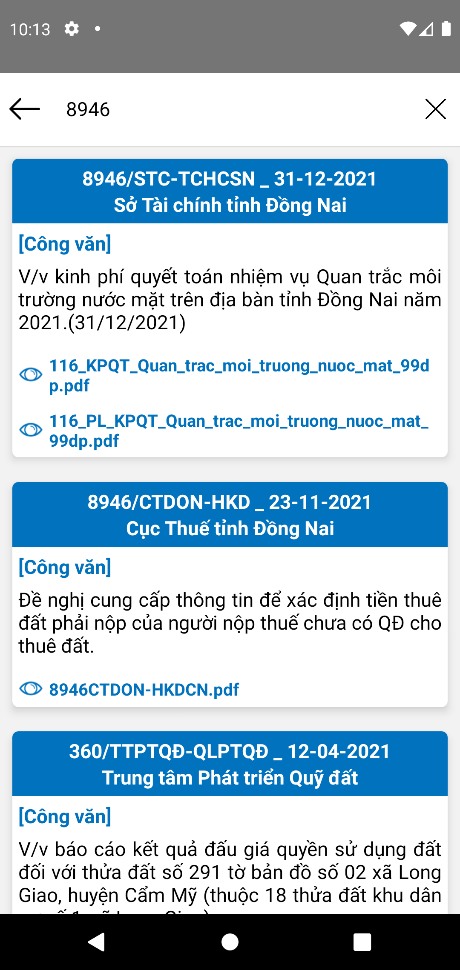 10:13
8946
8946/STC-TCHCSN _ 31-12-2021
Sở Tài chính tỉnh Đồng Nai
[Công văn]
V/v kinh phí quyết toán nhiệm vụ Quan trắc môi
trường nước mặt trên địa bàn tỉnh Đồng Nai năm
2021.(31/12/2021)
116_KPQT_Quan_trac_moi_truong_nuoc_mat_99d
p.pdf
116_PL_KPQT_Quan_trac_moi_truong_nuoc_mat_
99dp.pdf
8946/CTDON-HKD _ 23-11-2021
Cục Thuế tỉnh Đồng Nai
[Công văn]
Đề nghị cung cấp thông tin để xác định tiền thuê
đất phải nộp của người nộp thuế chưa có QĐ cho
thuê đất.
8946CTDON-HKDCN.pdf
360/TTPTQĐ-QLPTQĐ _ 12-04-2021
Trung tâm Phát triển Quỹ đất
[Công văn]
V/v báo cáo kết quả đấu giá quyền sử dụng đất
đối với thửa đất số 291 tờ bản đồ số 02 xã Long
Giao, huyện Cẩm Mỹ (thuộc 18 thửa đất khu dân